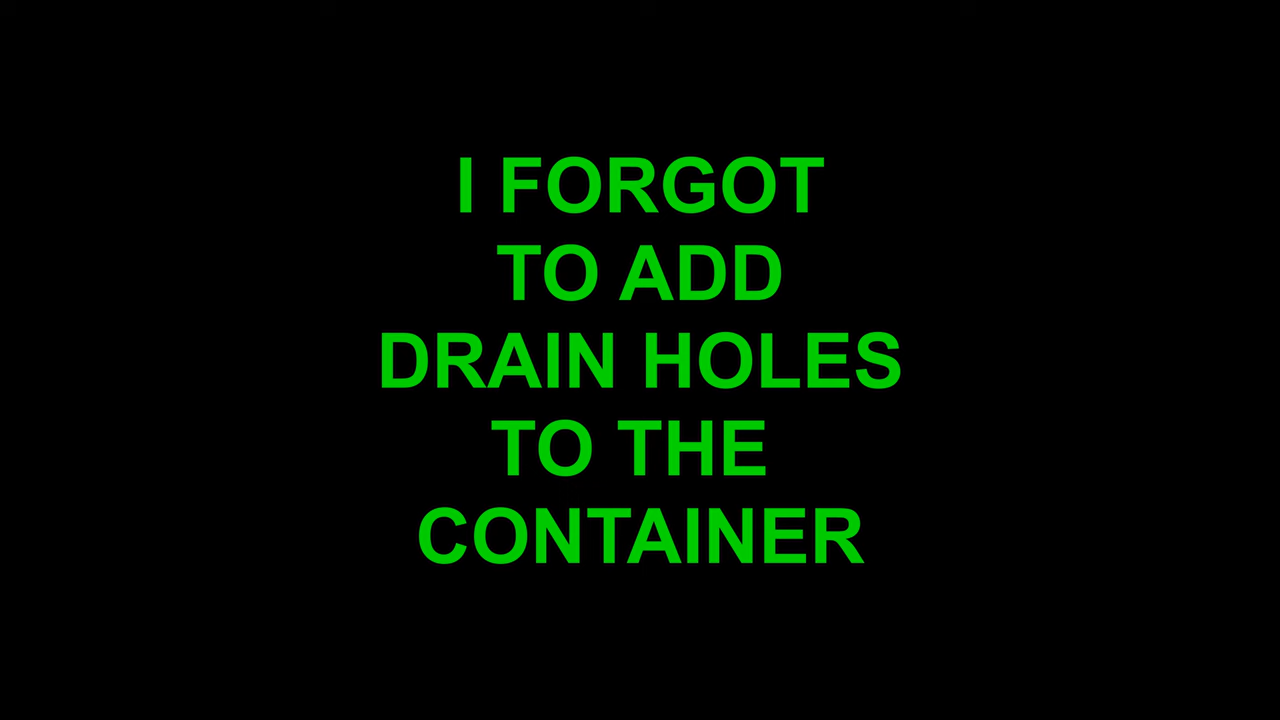 I FORGOT
TO ADD
DRAIN HOLES
TO THE
CONTAINER